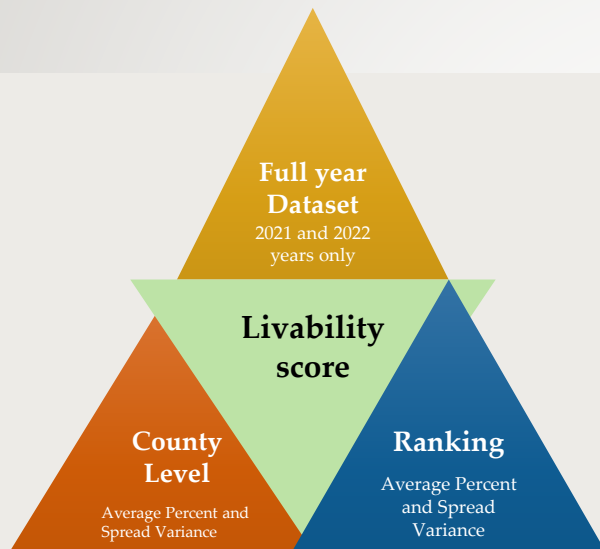 Full year
Dataset
2021 and 2022
years only
Livability
score
County
Level
Average Percent and
Spread Variance
Ranking
Average Percent
and Spread
Variance